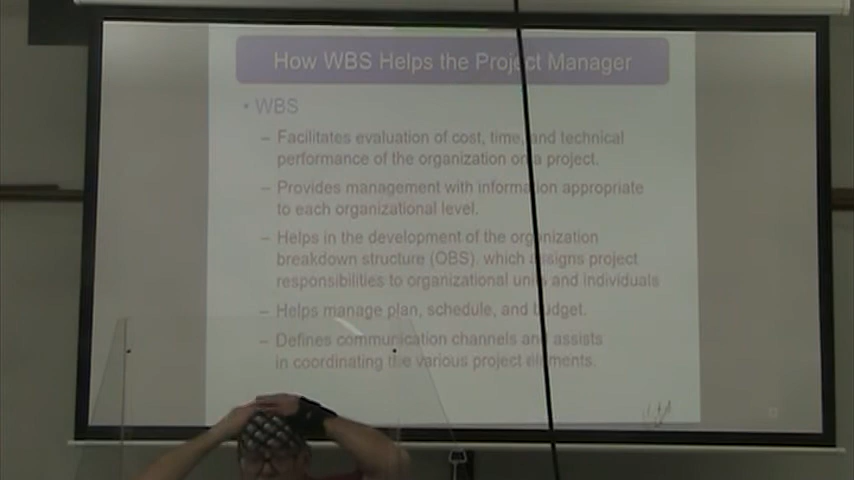 How WBS Helps the Project Manager
• WBS
– Facilitates evaluation of cost, time, and technical
performance of the organization on a project.
– Provides management with information appropriate
to each organizational level.
– Helps in the development of the organization
breakdown structure (OBS), which assigns project
responsibilities to organizational units and individuals
– Helps manage plan, schedule, and budget.
– Defines communication channels and assists
in coordinating the various project elements.